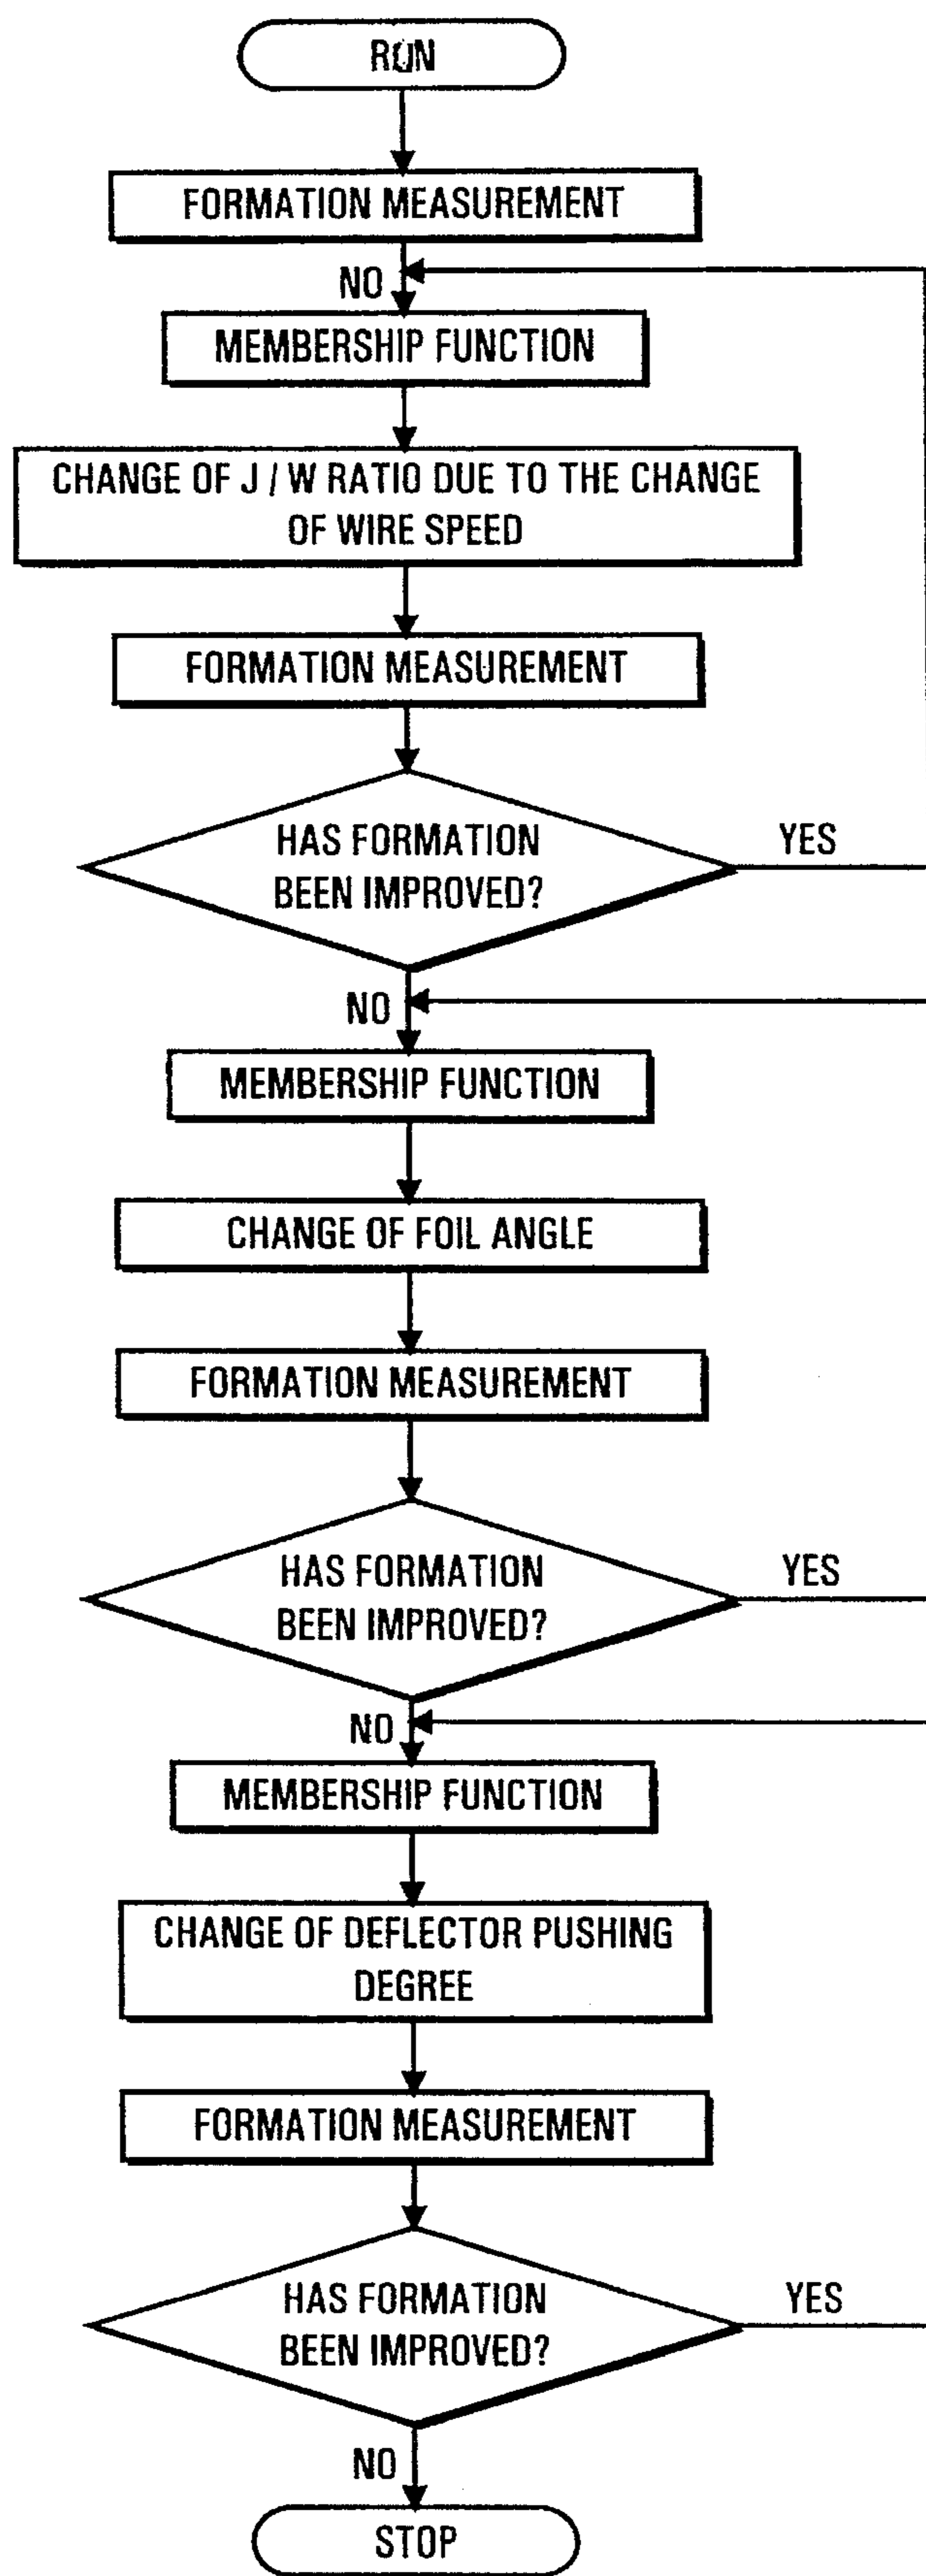 RUN
FORMATION MEASUREMENT
NO
MEMBERSHIP FUNCTION
CHANGE OF J / W RATIO DUE TO THE CHANGE
OF WIRE SPEED
FORMATION MEASUREMENT
HAS FORMATION
BEEN IMPROVED?
YES
NO
MEMBERSHIP FUNCTION
CHANGE OF FOIL ANGLE
FORMATION MEASUREMENT
HAS FORMATION
BEEN IMPROVED?
YES
NO
MEMBERSHIP FUNCTION
CHANGE OF DEFLECTOR PUSHING
DEGREE
FORMATION MEASUREMENT
HAS FORMATION
BEEN IMPROVED?
YES
NO
STOP